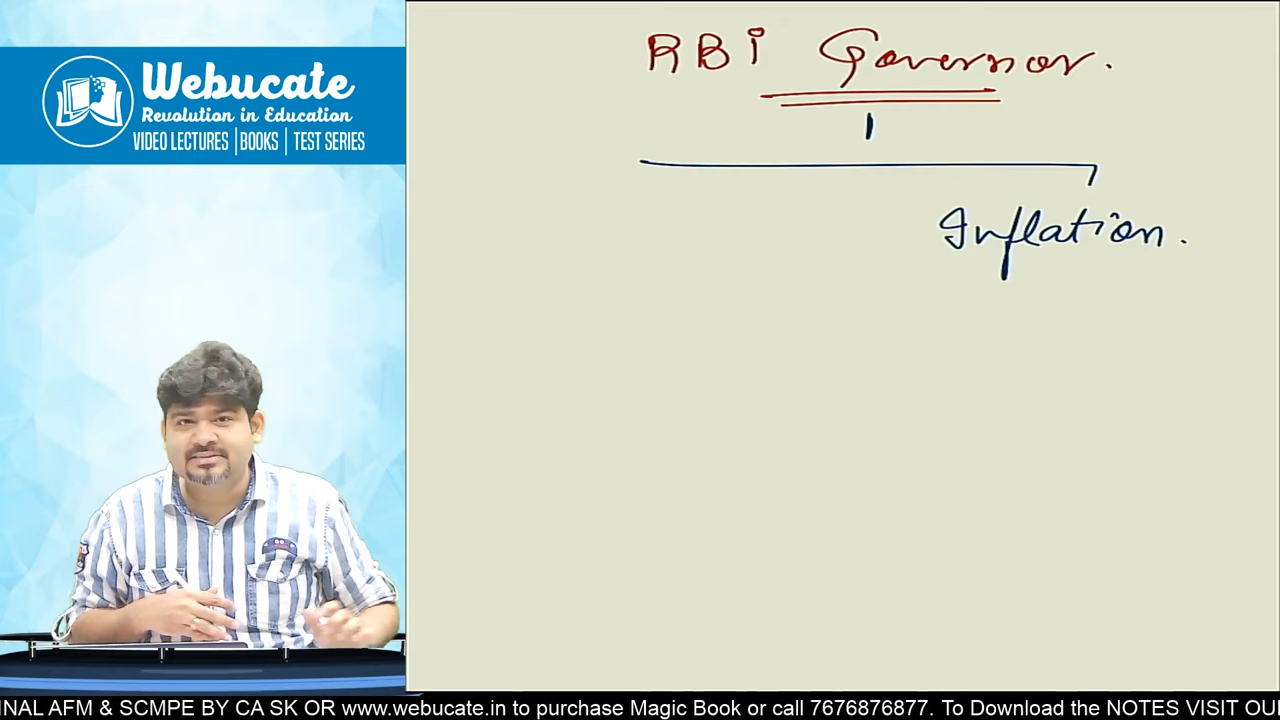 Webucate
Revolution in Education
VIDEO LECTURES | BOOKS | TEST SERIES
RBI Governor.
Inflation.
INAL AFM & SCMPE BY CA SK OR www.webucate.in to purchase Magic Book or call 7676876877. To Download the NOTES VISIT OU